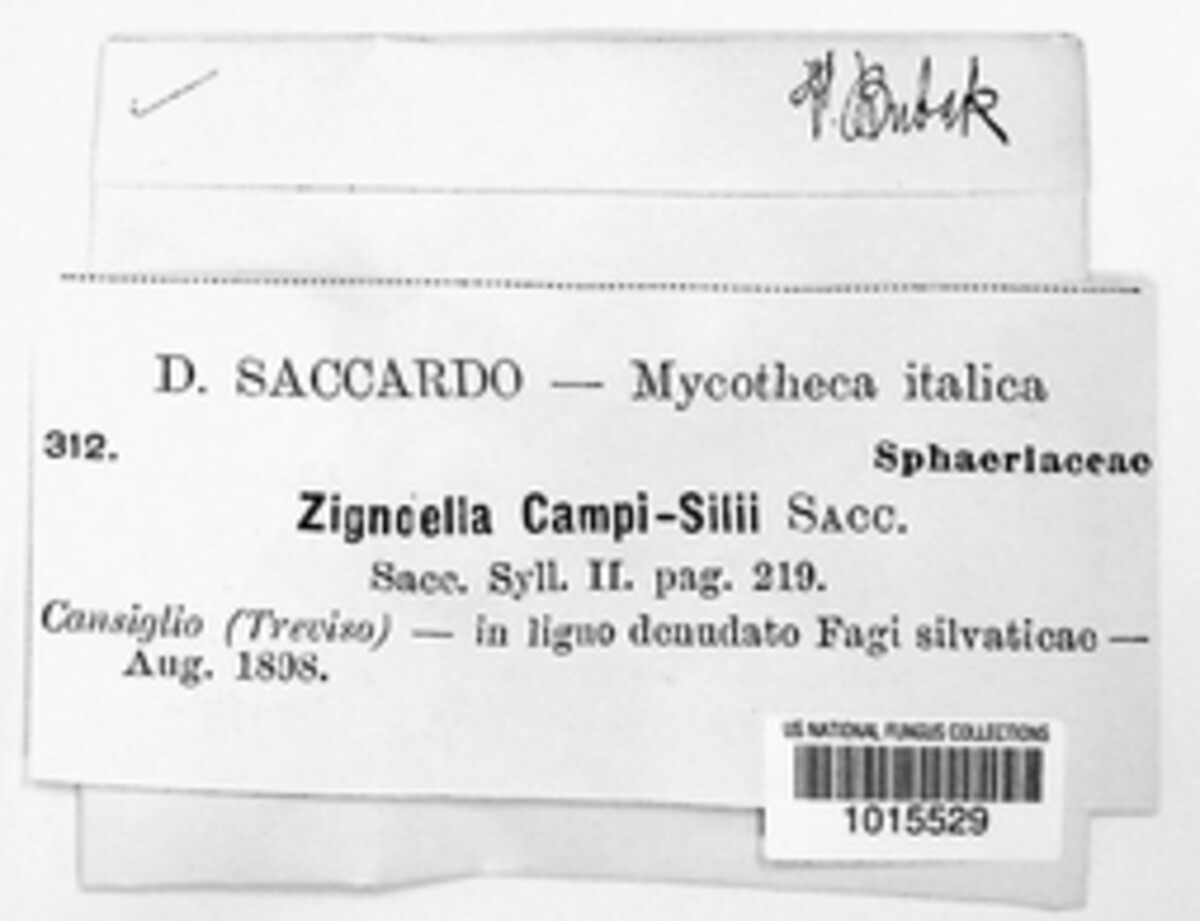 Bubák
D. SACCARDO — Mycotheca italica
312.
Sphaeriaceae
Zignoella Campi-Silii SACC.
Sacc. Syll. II. pag. 219.
Cansiglio (Treviso) — in ligno denudato Fagi silvaticae —
Aug. 1898.
US NATIONAL FUNGUS COLLECTIONS
1015529